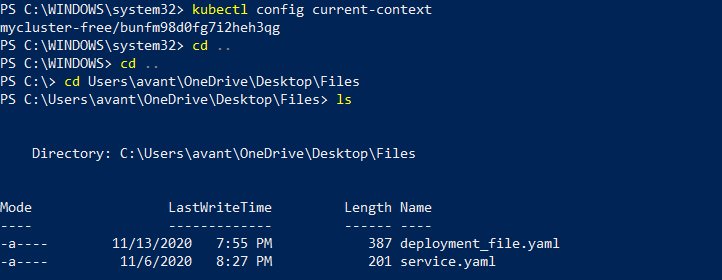 PS C:\WINDOWS\system32> kubectl config current-context
mycluster-free/bunfm98d0fg7i2heh3qg
PS C:\WINDOWS\system32> cd ..
PS C:\WINDOWS> cd ..
PS C:\> cd Users\avant\OneDrive\Desktop\Files
PS C:\Users\avant\OneDrive\Desktop\Files> ls
Directory: C:\Users\avant\OneDrive\Desktop\Files
Mode LastWriteTime Length Name
---- ------------- ------ ----
-a---- 11/13/2020 7:55 PM 387 deployment_file.yaml
-a---- 11/6/2020 8:27 PM 201 service.yaml